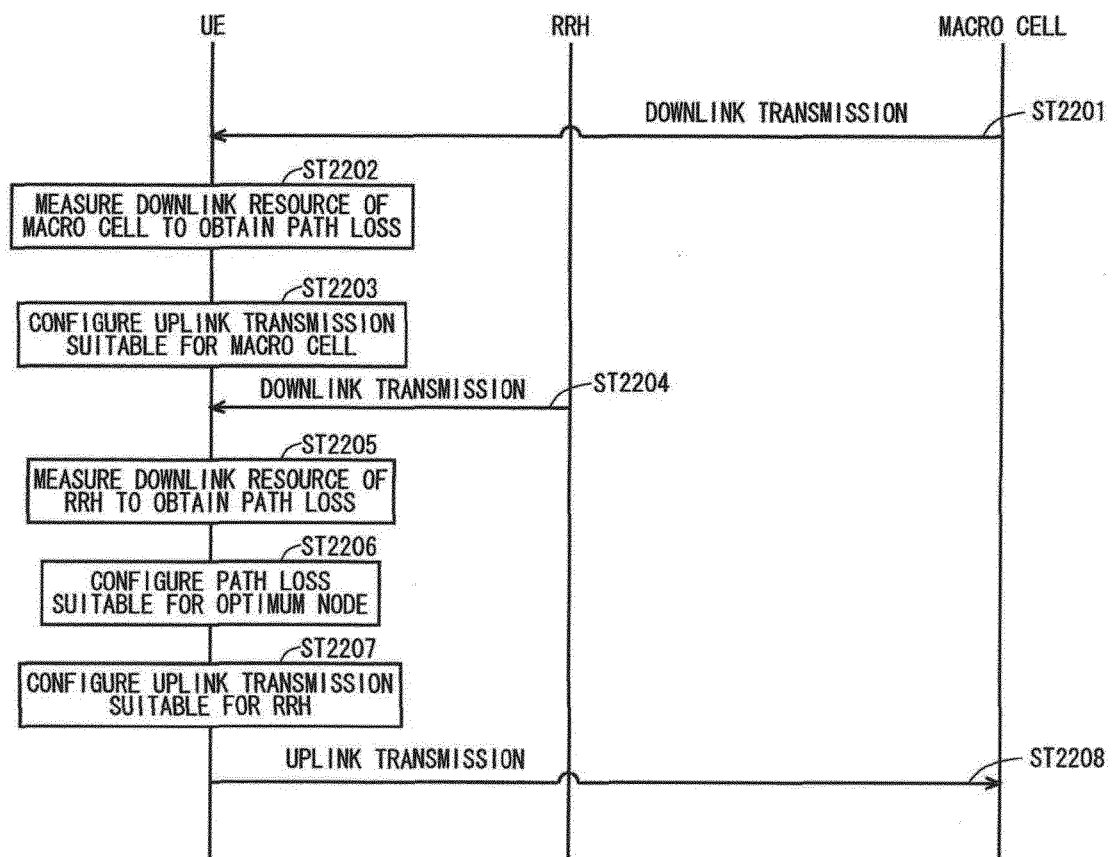 UE
RRH
MACRO CELL
DOWNLINK TRANSMISSION
ST2201
ST2202
MEASURE DOWNLINK RESOURCE OF
MACRO CELL TO OBTAIN PATH LOSS
ST2203
CONFIGURE UPLINK TRANSMISSION
SUITABLE FOR MACRO CELL
DOWNLINK TRANSMISSION
ST2204
ST2205
MEASURE DOWNLINK RESOURCE OF
RRH TO OBTAIN PATH LOSS
ST2206
CONFIGURE PATH LOSS
SUITABLE FOR OPTIMUM NODE
ST2207
CONFIGURE UPLINK TRANSMISSION
SUITABLE FOR RRH
UPLINK TRANSMISSION
ST2208